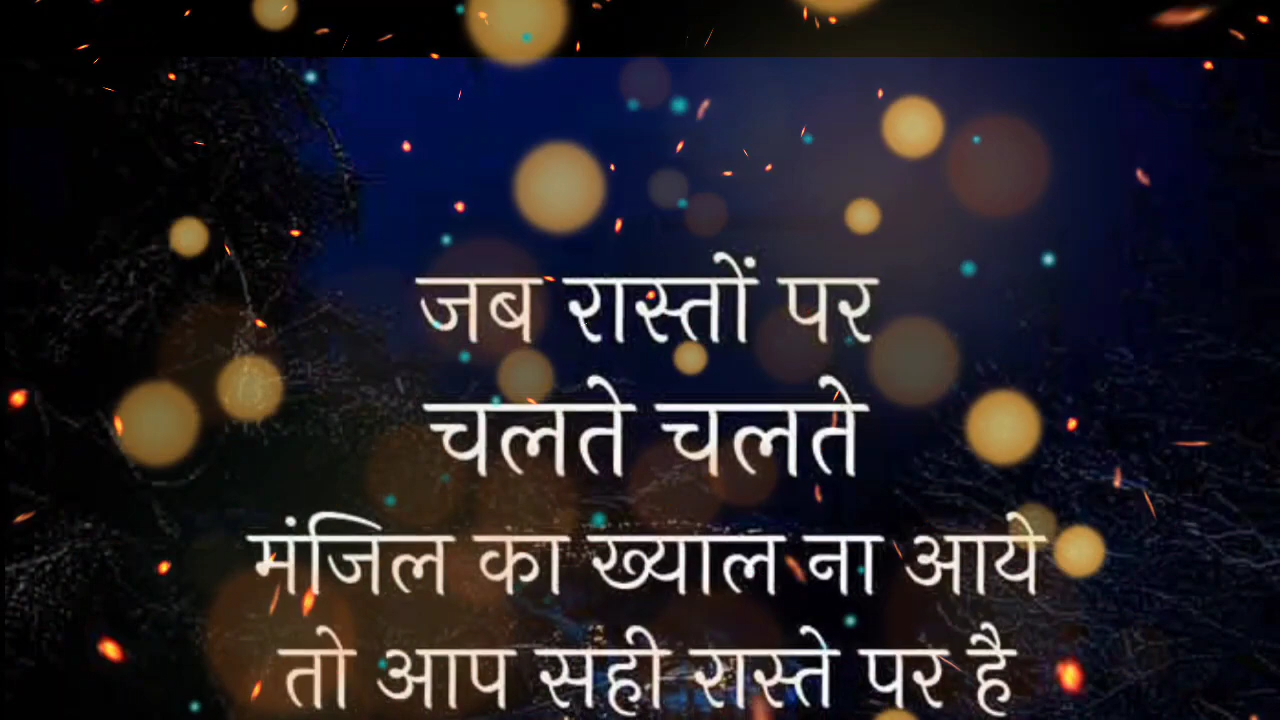 जब रास्तों पर
चलते चलते
मंजिल का ख्याल ना आये
तो आप सही रास्ते पर है